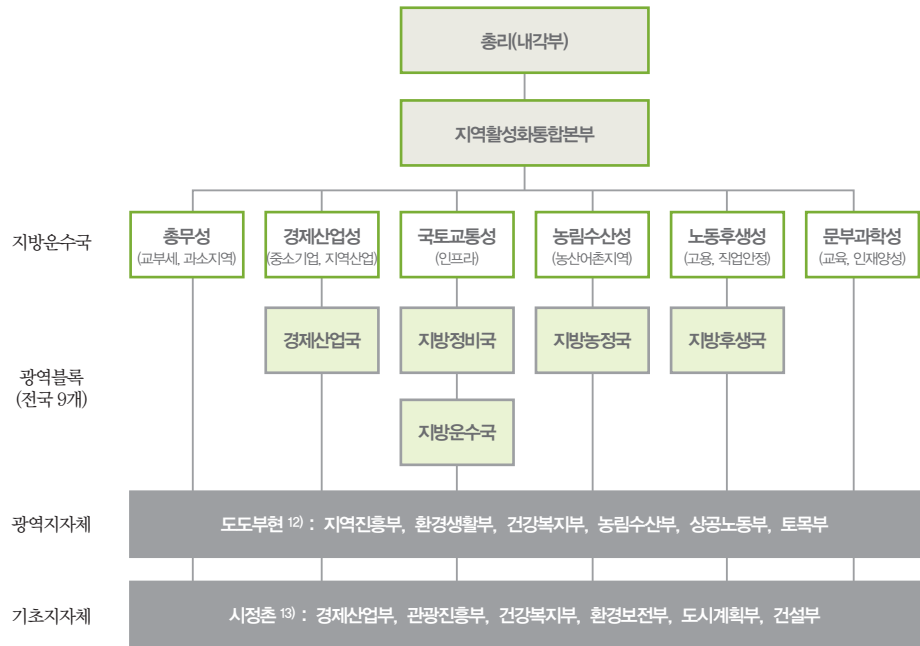 총리(내각부)
지역활성화통합본부
지방운수국
총무성
(교부세, 과소지역)
경제산업성
(중소기업, 지역산업)
국토교통성
(인프라)
농림수산성
(농산어촌지역)
노동후생성
(고용, 직업안정)
문부과학성
(교육, 인재양성)
광역블록
(전국 9개)
경제산업국
지방정비국
지방농정국
지방후생국
지방운수국
광역지자체
도도부현 12) : 지역진흥부, 환경생활부, 건강복지부, 농림수산부, 상공노동부, 토목부
기초지자체
시정촌 13) : 경제산업부, 관광진흥부, 건강복지부, 환경보전부, 도시계획부, 건설부